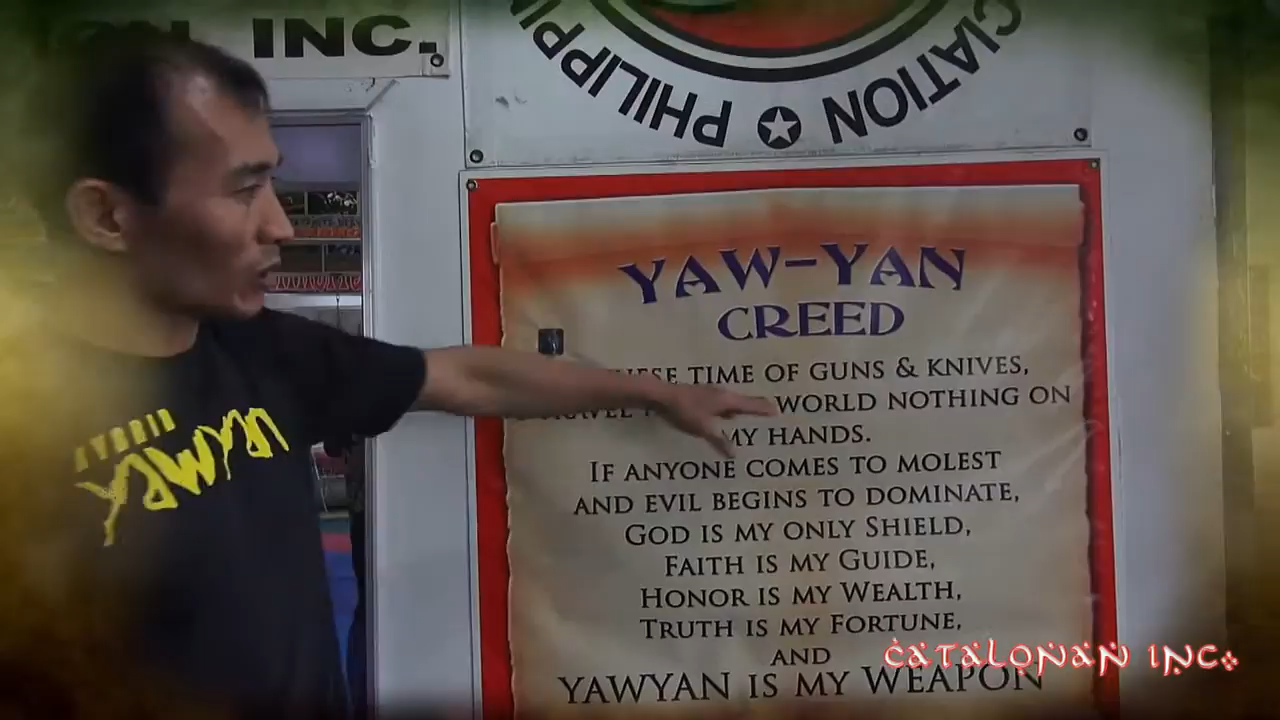 INC.
PHILIPPIN
CIATION
YAWYAN
YAW-YAN
CREED
TIME OF GUNS & KNIVES,
WORLD NOTHING ON
MY HANDS.
IF ANYONE COMES TO MOLEST
AND EVIL BEGINS TO DOMINATE,
GOD IS MY ONLY SHIELD,
FAITH IS MY GUIDE,
HONOR IS MY WEALTH,
TRUTH IS MY FORTUNE,
AND
YAWYAN IS MY WEAPON
CATALONAN INC.